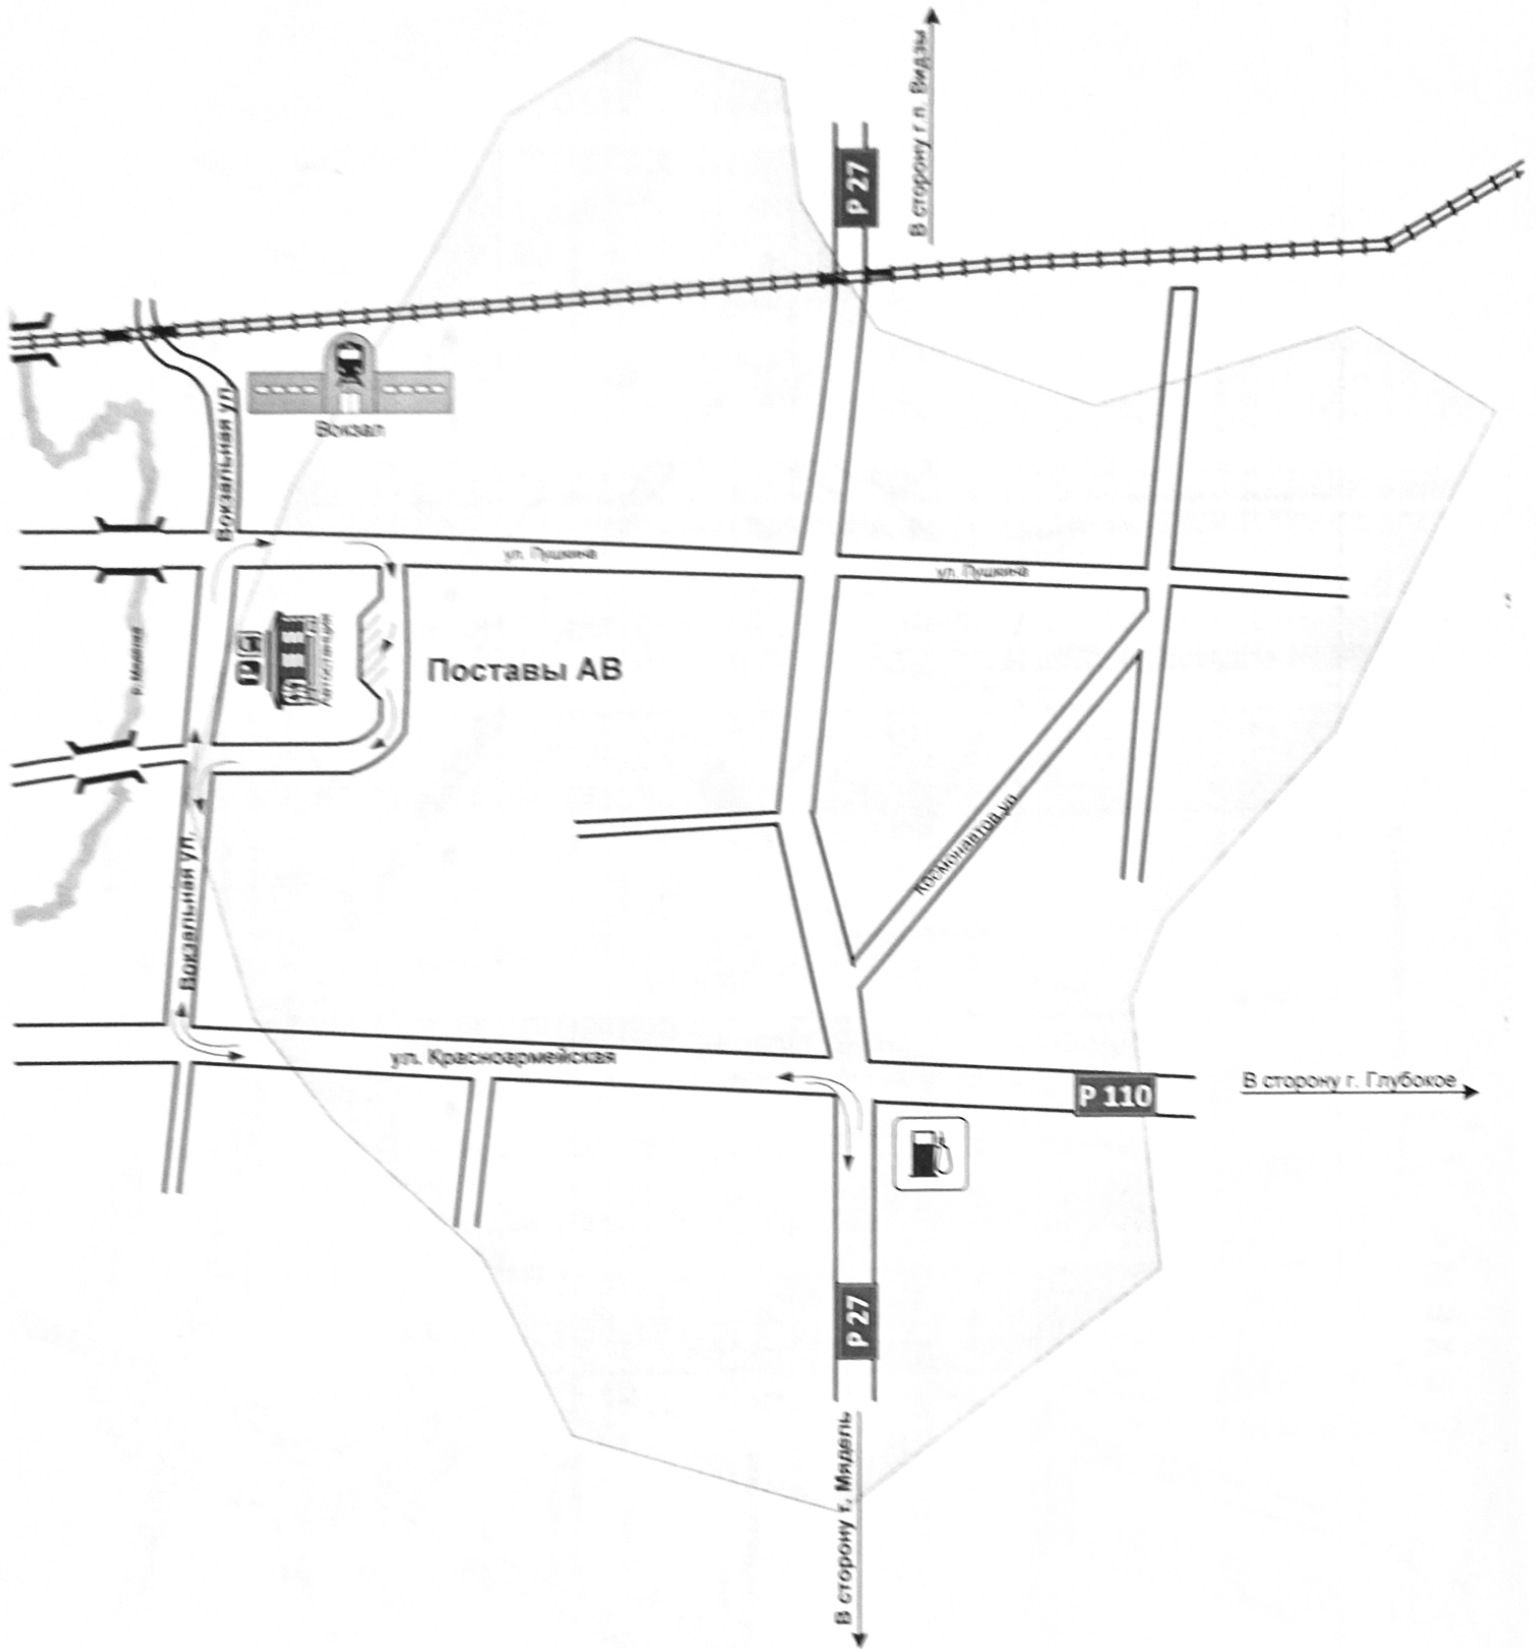 В сторону г.п. Видзы
Р 27
Вокзал
Вокзальная ул.
ул. Пушкина
ул. Пушкина
р. Мяделка
P
Автостанция
Поставы АВ
Космонавтов ул.
Вокзальная ул.
ул. Красноармейская
Р 110
В сторону г. Глубокое
Р 27
В сторону г. Мядель